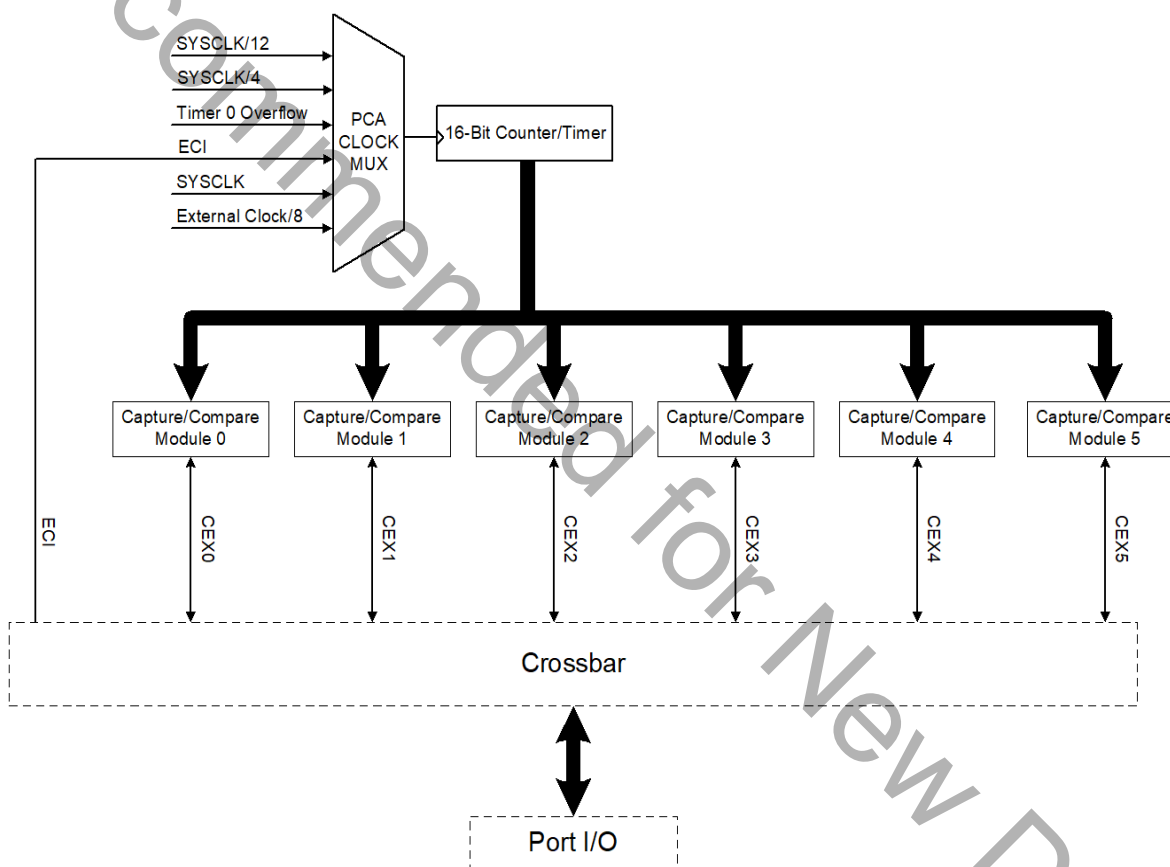 SYSCLK/12
SYSCLK/4
Timer 0 Overflow
ECI
SYSCLK
External Clock/8
PCA
CLOCK
MUX
16-Bit Counter/Timer
Capture/Compare
Module 0
Capture/Compare
Module 1
Capture/Compare
Module 2
Capture/Compare
Module 3
Capture/Compare
Module 4
Capture/Compare
Module 5
ECI
CEX0
CEX1
CEX2
CEX3
CEX4
CEX5
Crossbar
Port I/O
commended for New D